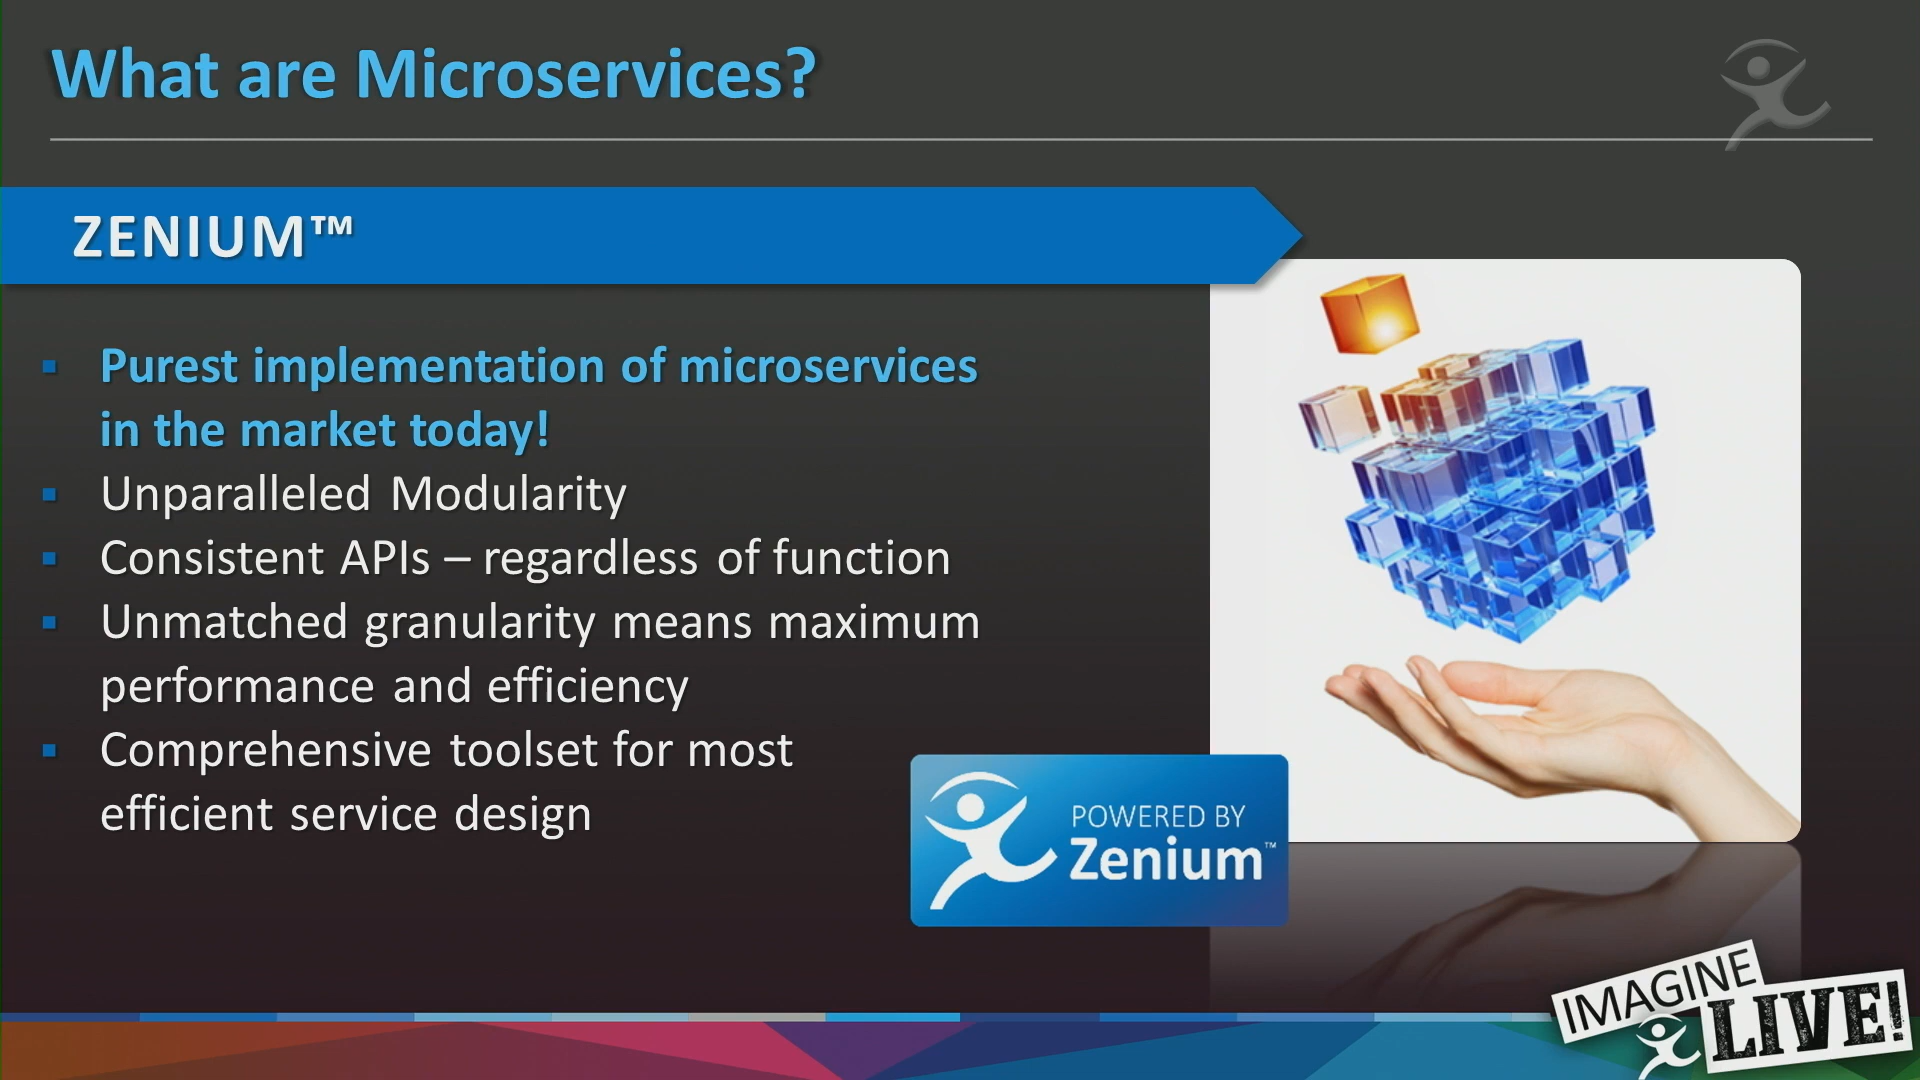 What are Microservices?
ZENIUM™
Purest implementation of microservices
in the market today!
Unparalleled Modularity
Consistent APIs – regardless of function
Unmatched granularity means maximum
performance and efficiency
Comprehensive toolset for most
efficient service design
POWERED BY
Zenium™
IMAGINE
LIVE!